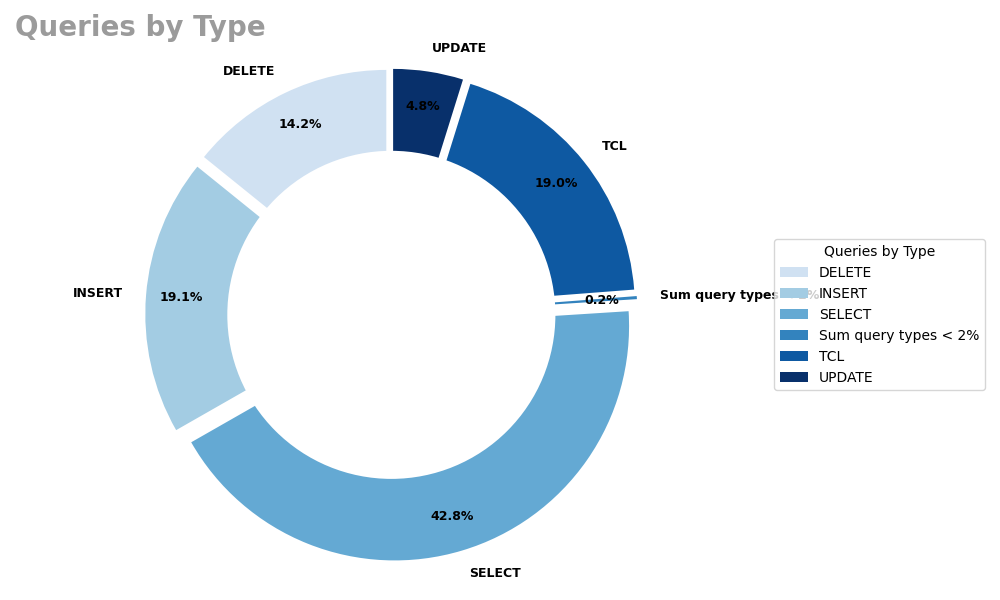 Queries by Type
UPDATE
DELETE
4.8%
14.2%
TCL
19.0%
Queries by Type
DELETE
INSERT
SELECT
Sum query types < 2%
TCL
UPDATE
INSERT
19.1%
0.2%
Sum query types
42.8%
SELECT